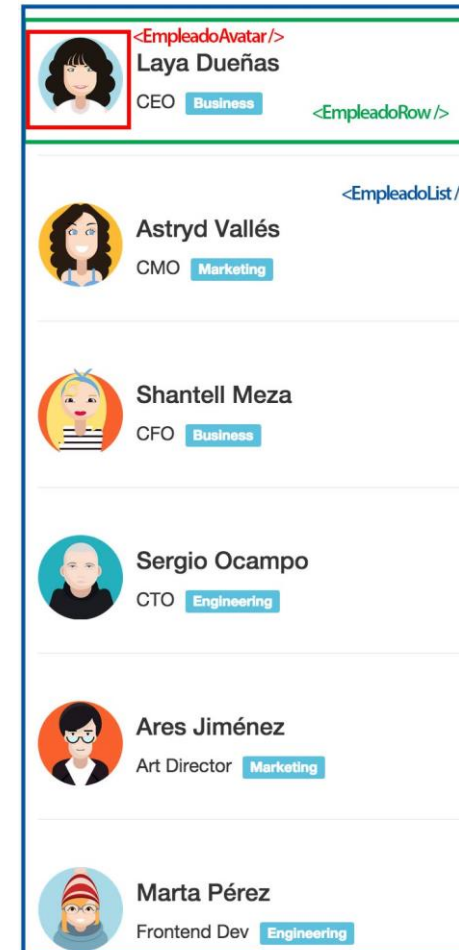 <EmpleadoAvatar/>
Laya Dueñas
CEO Business
<EmpleadoRow/>
<EmpleadoList /
Astryd Vallés
CMO Marketing
Shantell Meza
CFO Business
Sergio Ocampo
CTO Engineering
Ares Jiménez
Art Director Marketing
Marta Pérez
Frontend Dev Engineering